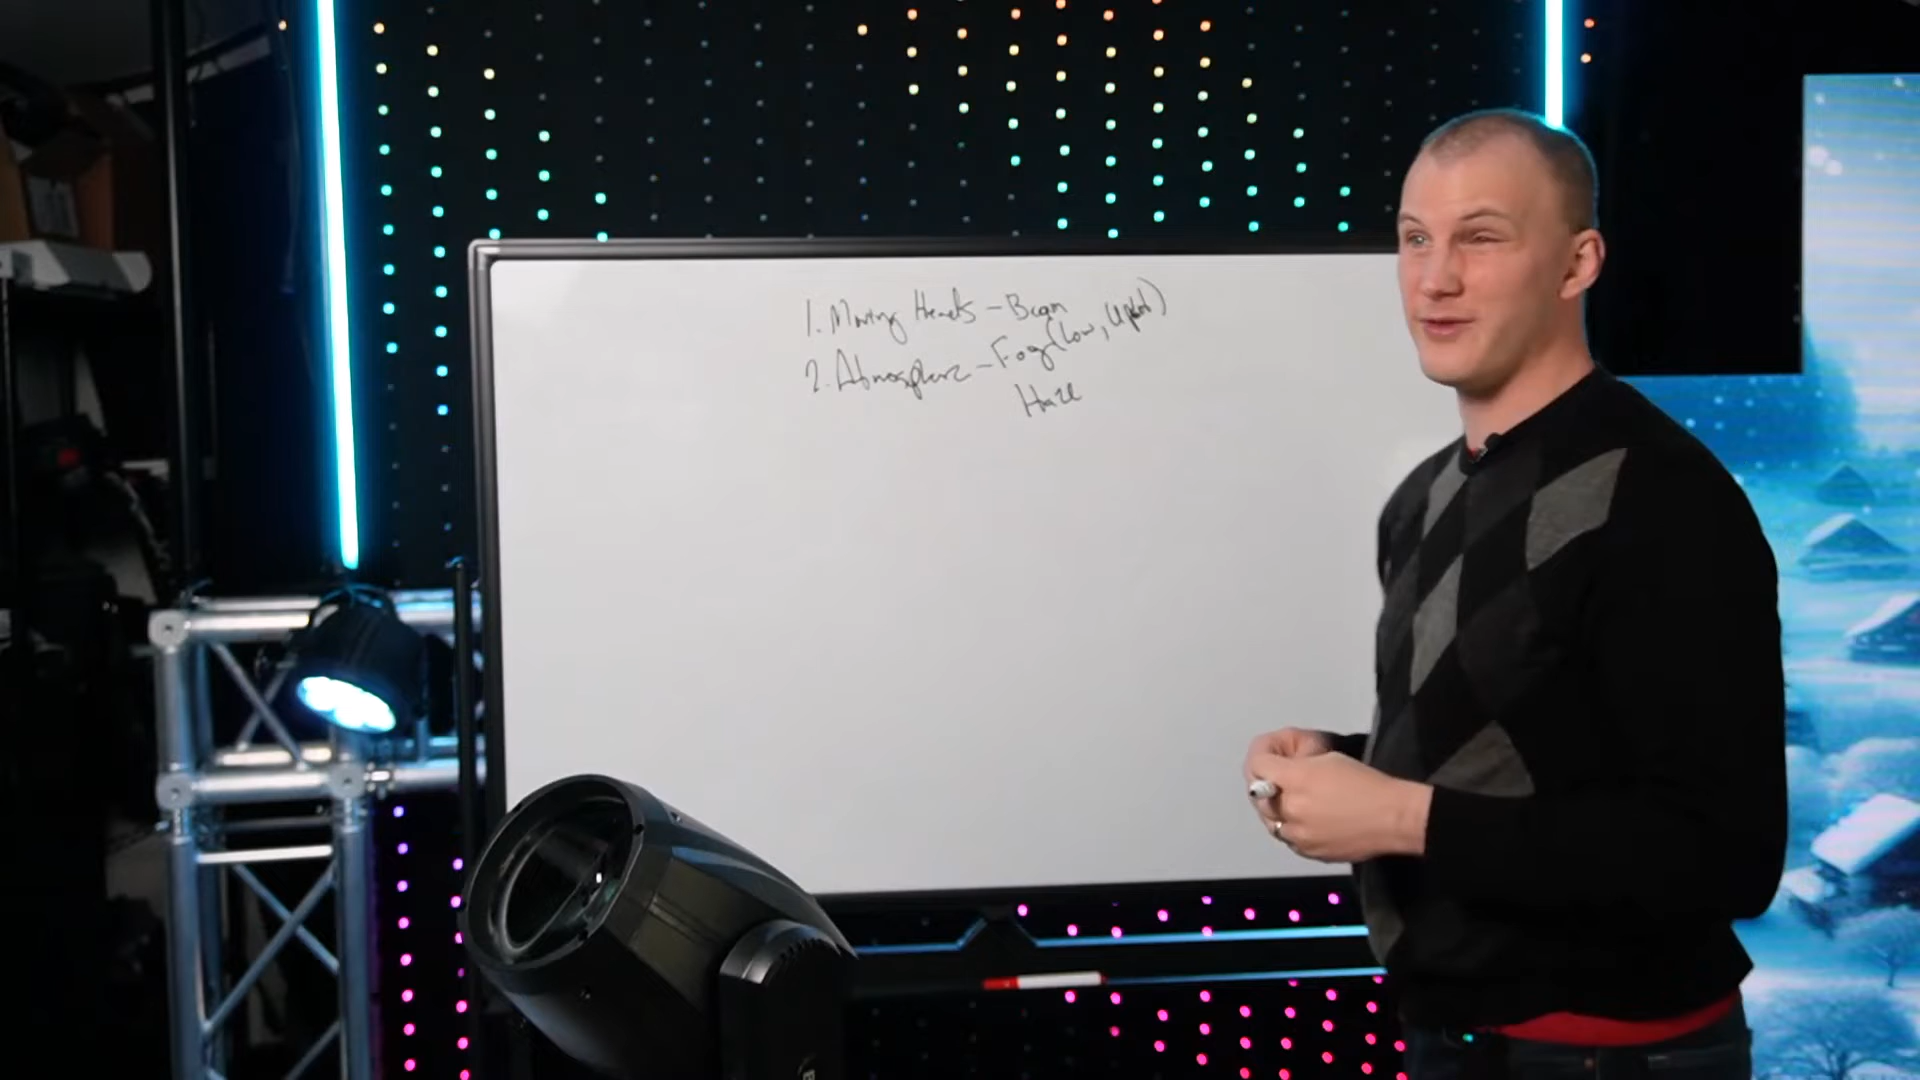 1. Moving Heads - Beam
2. Atmosphere - Fog (Low, Upshot)
Haze